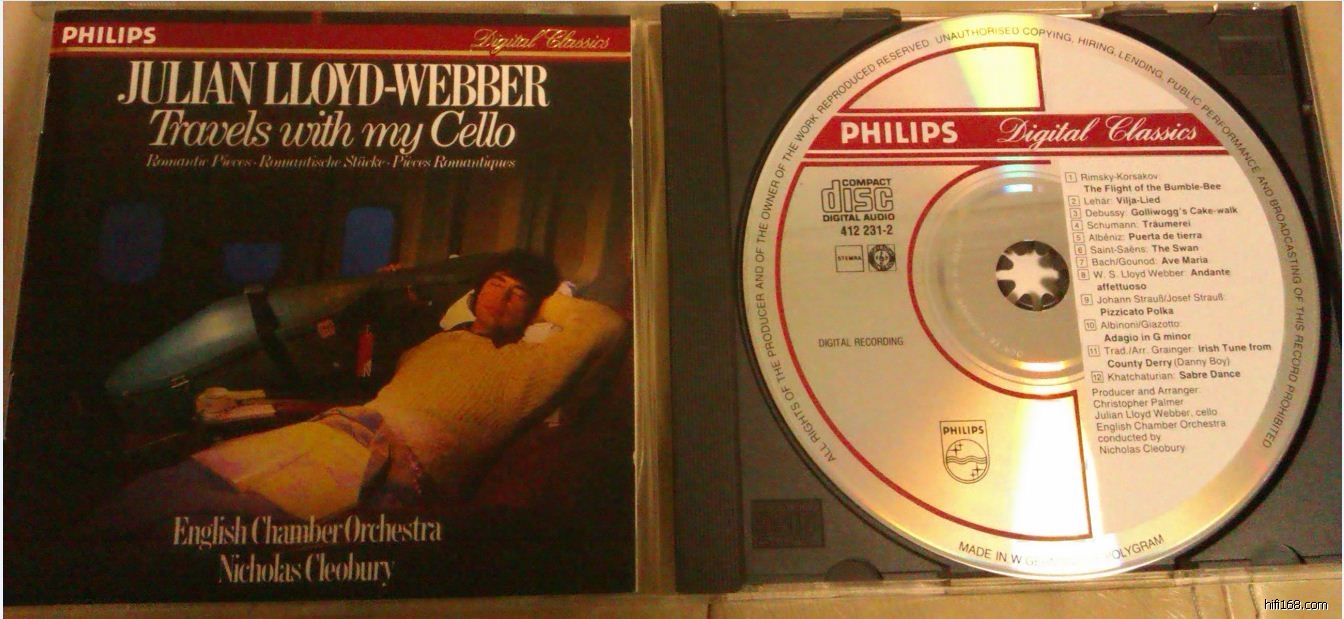 PHILIPS
Digital Classics
JULIAN LLOYD-WEBBER
Travels with my Cello
Romantic Pieces · Romantische Stücke · Pièces Romantiques
English Chamber Orchestra
Nicholas Cleobury
ALL RIGHTS OF THE PRODUCER AND OF THE OWNER OF THE WORK REPRODUCED RESERVED UNAUTHORISED COPYING, HIRING, LENDING, PUBLIC PERFORMANCE AND BROADCASTING OF THIS RECORD PROHIBITED
PHILIPS
Digital Classics
COMPACT
disc
DIGITAL AUDIO
412 231-2
STEMRA
DIGITAL RECORDING
PHILIPS
1 Rimsky-Korsakov:
The Flight of the Bumble-Bee
2 Lehár: Vilja-Lied
3 Debussy: Golliwogg's Cake-walk
4 Schumann: Träumerei
5 Albéniz: Puerta de tierra
6 Saint-Saëns: The Swan
7 Bach/Gounod: Ave Maria
8 W. S. Lloyd Webber: Andante
affettuoso
9 Johann Strauß/Josef Strauß:
Pizzicato Polka
10 Albinoni/Giazotto:
Adagio in G minor
11 Trad./Arr. Grainger: Irish Tune from
County Derry (Danny Boy)
12 Khatchaturian: Sabre Dance
Producer and Arranger:
Christopher Palmer
Julian Lloyd Webber, cello
English Chamber Orchestra
conducted by
Nicholas Cleobury
MADE IN W POLYGRAM
hifi168.com